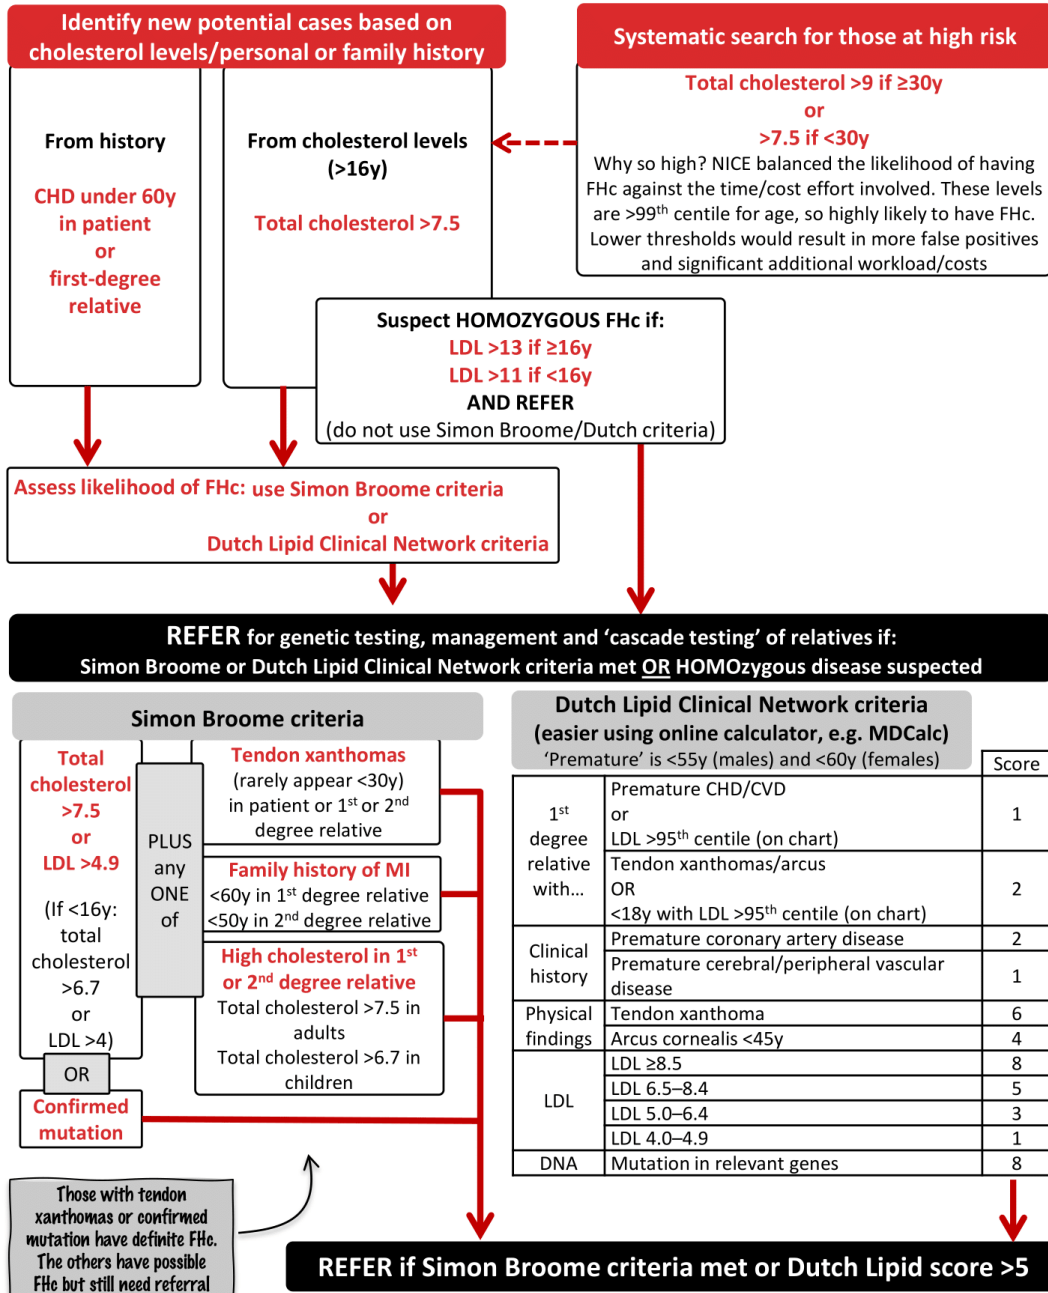 Identify new potential cases based on
cholesterol levels/personal or family history
Systematic search for those at high risk
From history
CHD under 60y
in patient
or
first-degree
relative
From cholesterol levels
(>16y)
Total cholesterol >7.5
Total cholesterol >9 if ≥30y
or
>7.5 if <30y
Why so high? NICE balanced the likelihood of having
FHc against the time/cost effort involved. These levels
are >99th centile for age, so highly likely to have FHc.
Lower thresholds would result in more false positives
and significant additional workload/costs
Suspect HOMOZYGOUS FHc if:
LDL >13 if ≥16y
LDL >11 if <16y
AND REFER
(do not use Simon Broome/Dutch criteria)
Assess likelihood of FHc: use Simon Broome criteria
or
Dutch Lipid Clinical Network criteria
REFER for genetic testing, management and ‘cascade testing’ of relatives if:
Simon Broome or Dutch Lipid Clinical Network criteria met OR HOMOzygous disease suspected
Simon Broome criteria
Total
cholesterol
>7.5
or
LDL >4.9
(If <16y:
total
cholesterol
>6.7
or
LDL >4)
OR
Confirmed
mutation
PLUS
any
ONE
of
Tendon xanthomas
(rarely appear <30y)
in patient or 1st or 2nd
degree relative
Family history of MI
<60y in 1st degree relative
<50y in 2nd degree relative
High cholesterol in 1st
or 2nd degree relative
Total cholesterol >7.5 in
adults
Total cholesterol >6.7 in
children
Those with tendon
xanthomas or confirmed
mutation have definite FHc.
The others have possible
FHc but still need referral
Dutch Lipid Clinical Network criteria
(easier using online calculator, e.g. MDCalc)
‘Premature’ is <55y (males) and <60y (females)
Score
1st
degree
relative
with…
Premature CHD/CVD
or
LDL >95th centile (on chart)
1
Tendon xanthomas/arcus
OR
<18y with LDL >95th centile (on chart)
2
Clinical
history
Premature coronary artery disease
2
Premature cerebral/peripheral vascular
disease
1
Physical
findings
Tendon xanthoma
6
Arcus cornealis <45y
4
LDL
LDL ≥8.5
8
LDL 6.5–8.4
5
LDL 5.0–6.4
3
LDL 4.0–4.9
1
DNA
Mutation in relevant genes
8
REFER if Simon Broome criteria met or Dutch Lipid score >5